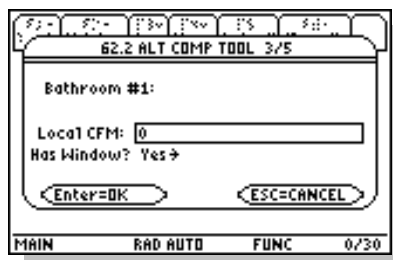 62.2 ALT COMP TOOL 3/5
Bathroom #1:
Local CFM: 0
Has Window? Yes→
Enter=OK ESC=CANCEL
MAIN RAD AUTO FUNC 0/30